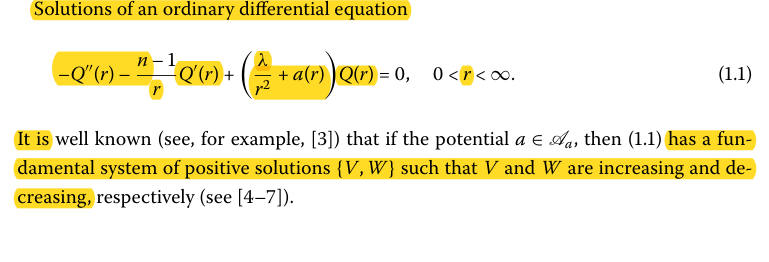 Solutions of an ordinary differential equation
−Q″(r) − n − 1/r Q′(r) + (λ/r² + a(r)) Q(r) = 0, 0 < r < ∞. (1.1)
It is well known (see, for example, [3]) that if the potential a ∈ 𝒜ₐ, then (1.1) has a fun-
damental system of positive solutions {V, W} such that V and W are increasing and de-
creasing, respectively (see [4–7]).